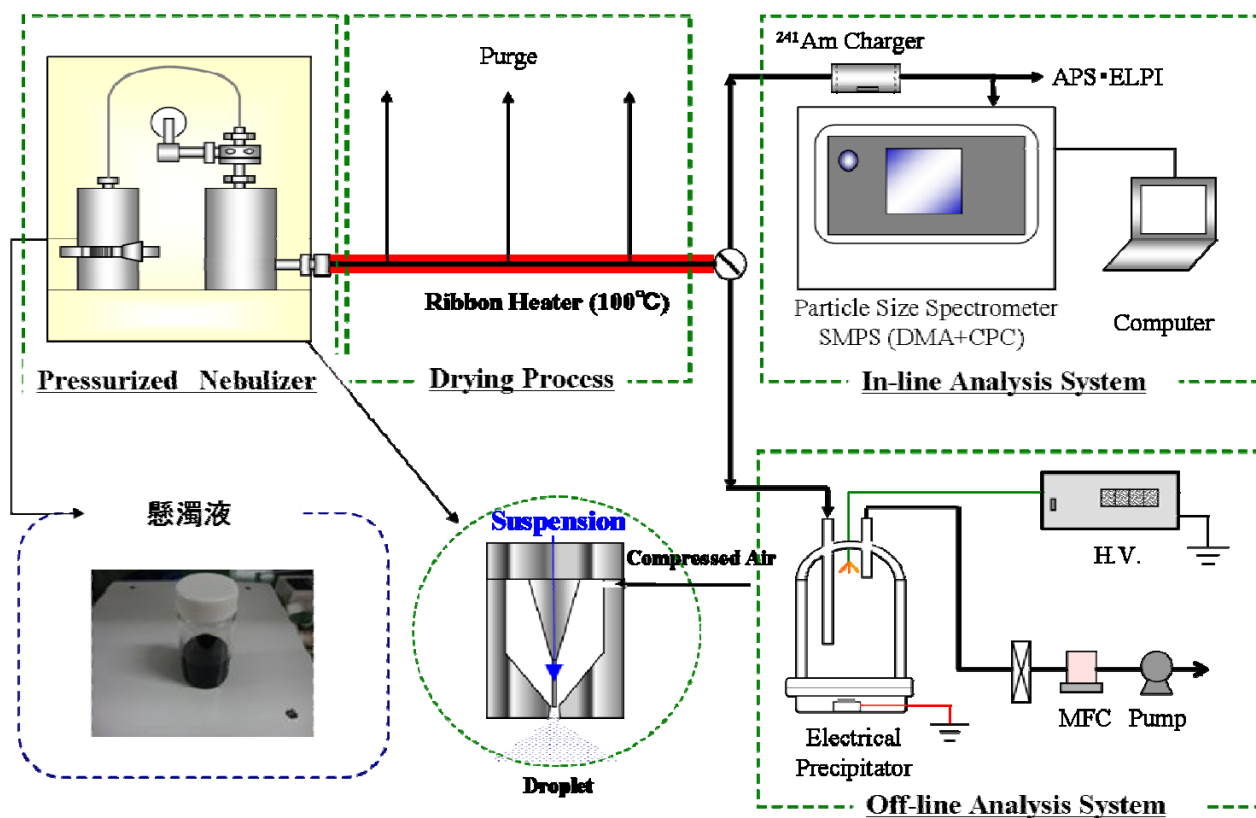 Purge
Ribbon Heater (100℃)
Pressurized Nebulizer
Drying Process
²⁴¹Am Charger
APS・ELPI
Particle Size Spectrometer
SMPS (DMA+CPC)
Computer
In-line Analysis System
懸濁液
Suspension
Compressed Air
Droplet
H.V.
MFC
Pump
Electrical
Precipitator
Off-line Analysis System